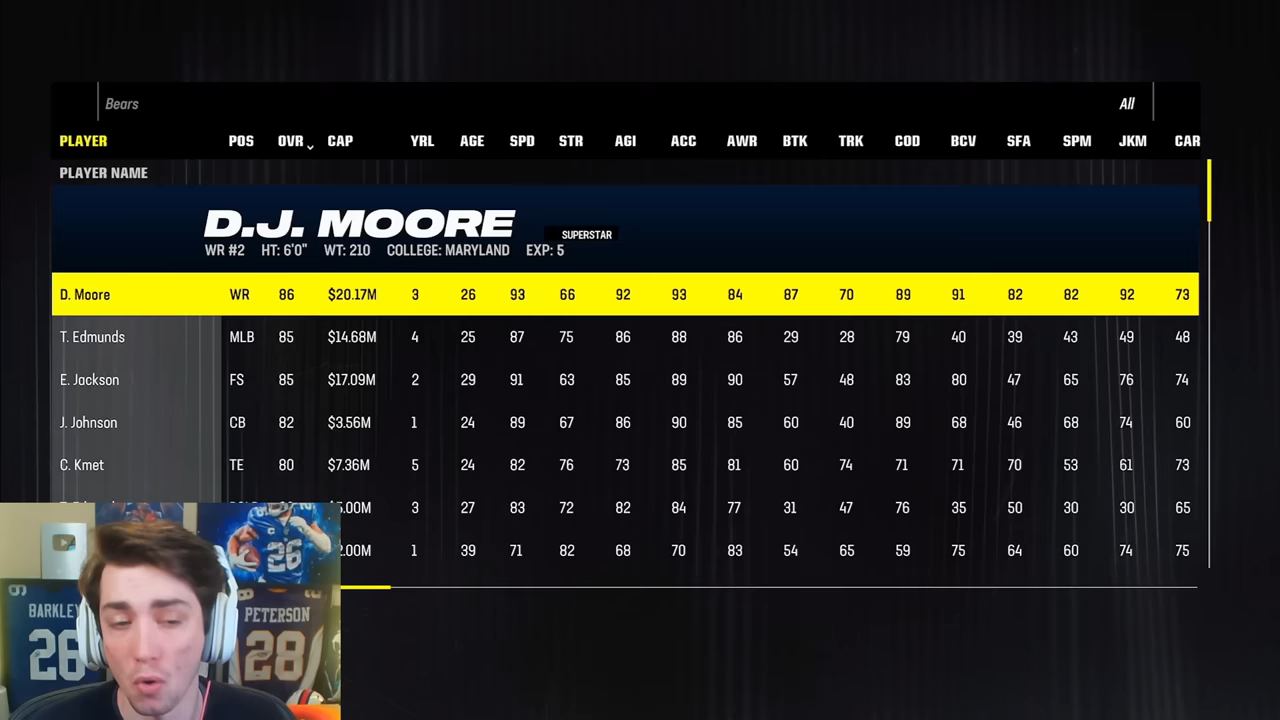 Bears All
PLAYER POS OVR CAP YRL AGE SPD STR AGI ACC AWR BTK TRK COD BCV SFA SPM JKM CAR
PLAYER NAME
D.J. MOORE SUPERSTAR
WR #2 HT: 6'0" WT: 210 COLLEGE: MARYLAND EXP: 5
D. Moore WR 86 $20.17M 3 26 93 66 92 93 84 87 70 89 91 82 82 92 73
T. Edmunds MLB 85 $14.68M 4 25 87 75 86 88 86 29 28 79 40 39 43 49 48
E. Jackson FS 85 $17.09M 2 29 91 63 85 89 90 57 48 83 80 47 65 76 74
J. Johnson CB 82 $3.56M 1 24 89 67 86 90 85 60 40 89 68 46 68 74 60
C. Kmet TE 80 $7.36M 5 24 82 76 73 85 81 60 74 71 71 70 53 61 73
.00M 3 27 83 72 82 84 77 31 47 76 35 50 30 30 65
.00M 1 39 71 82 68 70 83 54 65 59 75 64 60 74 75
26
BARKLEY
26
PETERSON
28